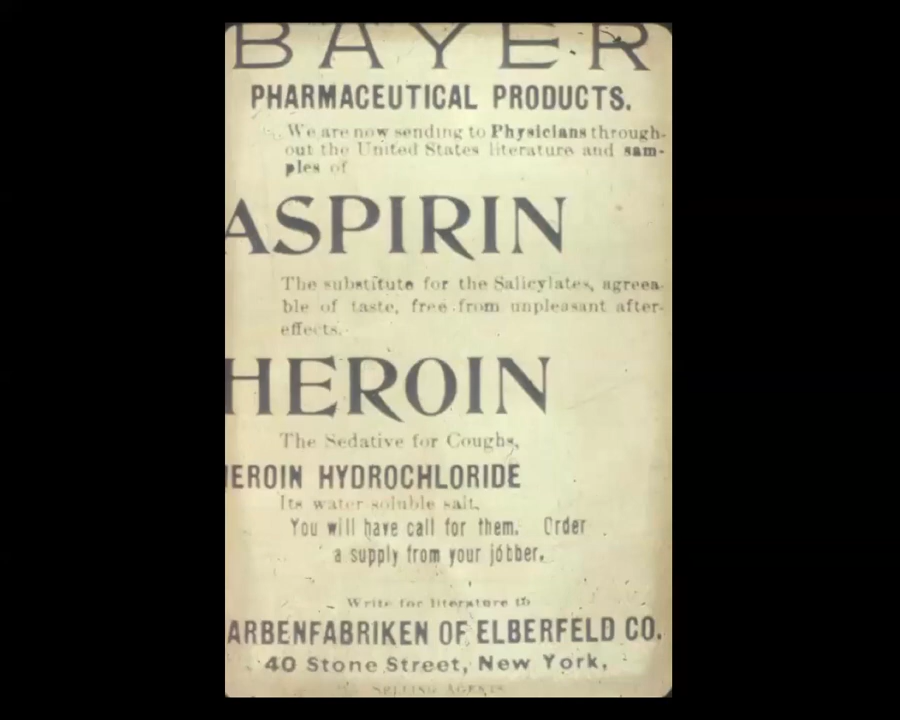 BAYER
PHARMACEUTICAL PRODUCTS.
We are now sending to Physicians through-
out the United States literature and sam-
ples of
ASPIRIN
The substitute for the Salicylates, agreea-
ble of taste, free from unpleasant after-
effects.
HEROIN
The Sedative for Coughs,
HEROIN HYDROCHLORIDE
Its water soluble salt.
You will have call for them. Order
a supply from your jobber.
Write for literature to
ARBENFABRIKEN OF ELBERFELD CO.
40 Stone Street, New York,
SELLING AGENTS